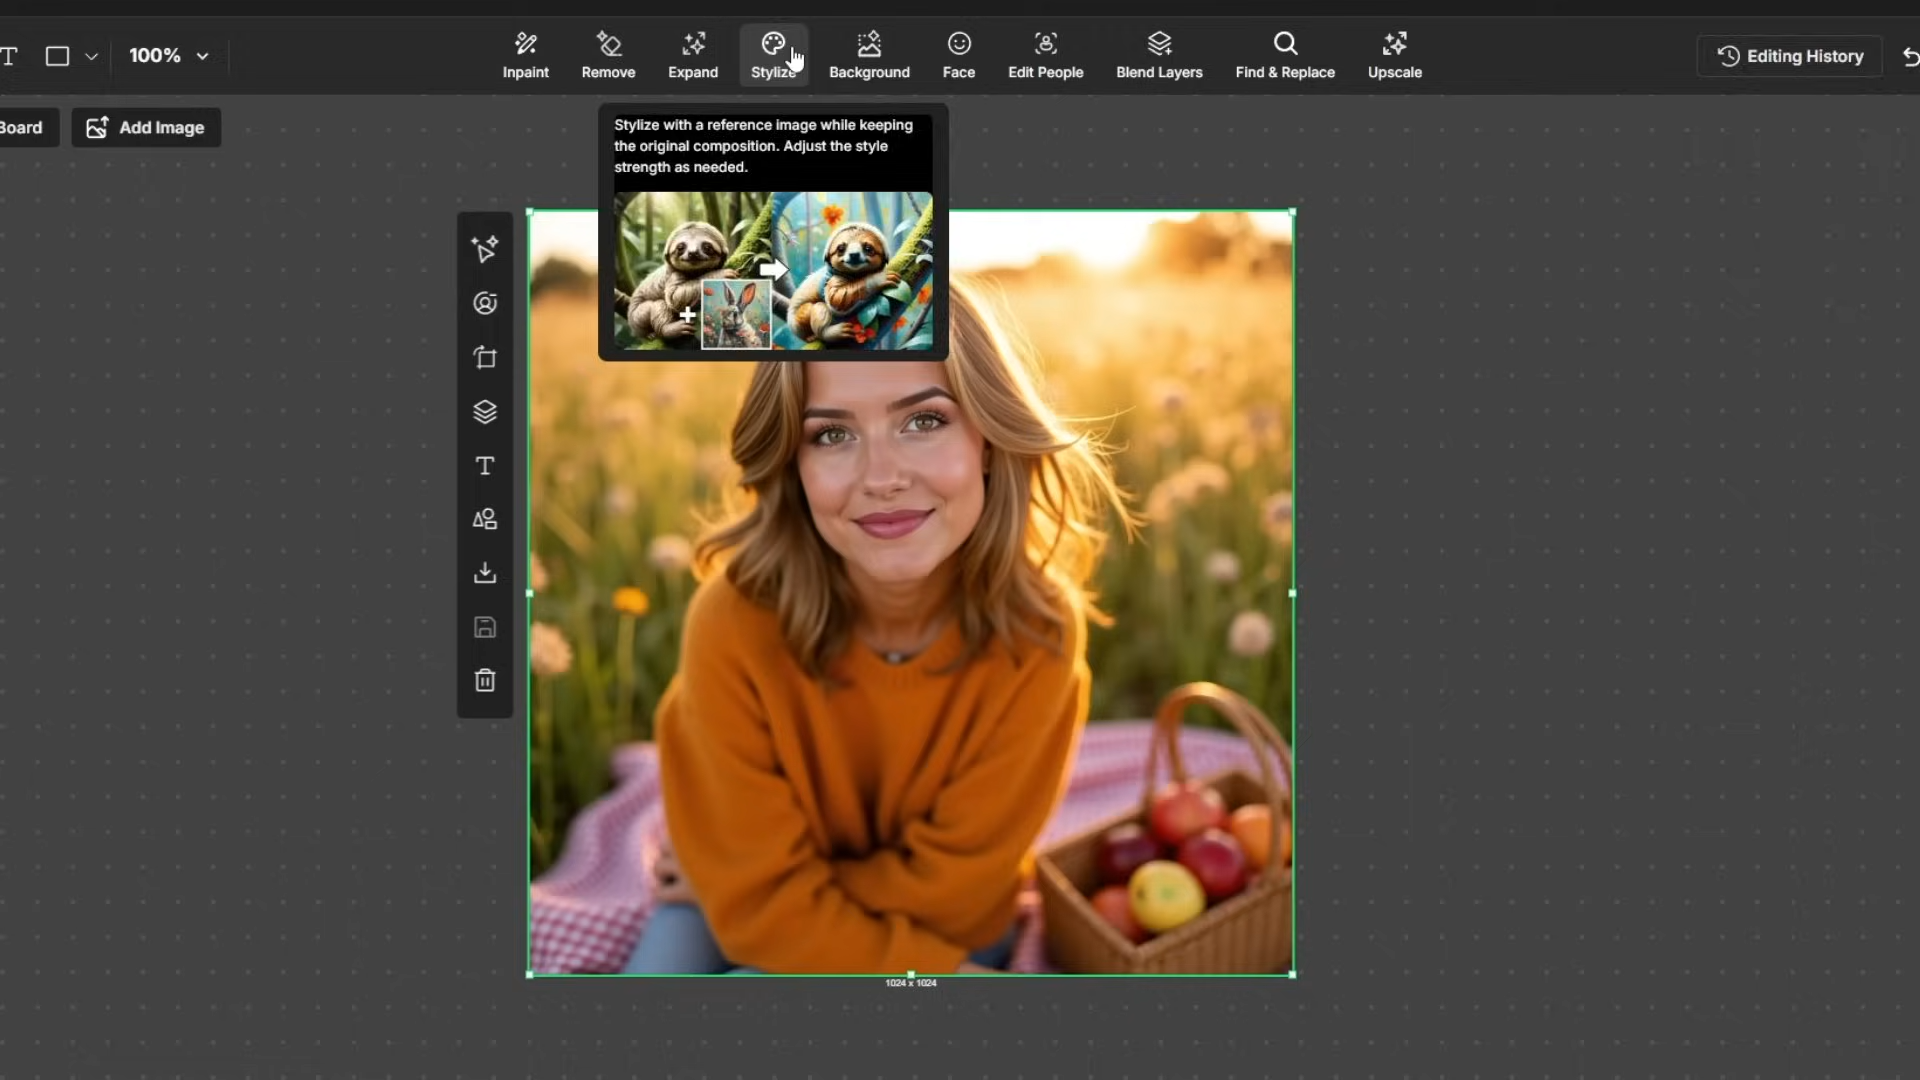 T
100%
Inpaint
Remove
Expand
Stylize
Background
Face
Edit People
Blend Layers
Find & Replace
Upscale
Editing History
Board
Add Image
Stylize with a reference image while keeping
the original composition. Adjust the style
strength as needed.
T
1024 x 1024